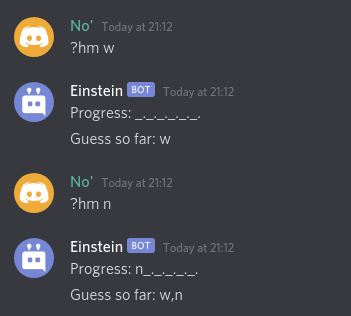 No' Today at 21:12
?hm w
Einstein BOT Today at 21:12
Progress: _._._._._._.
Guess so far: w
No' Today at 21:12
?hm n
Einstein BOT Today at 21:12
Progress: n_._._._._.
Guess so far: w,n